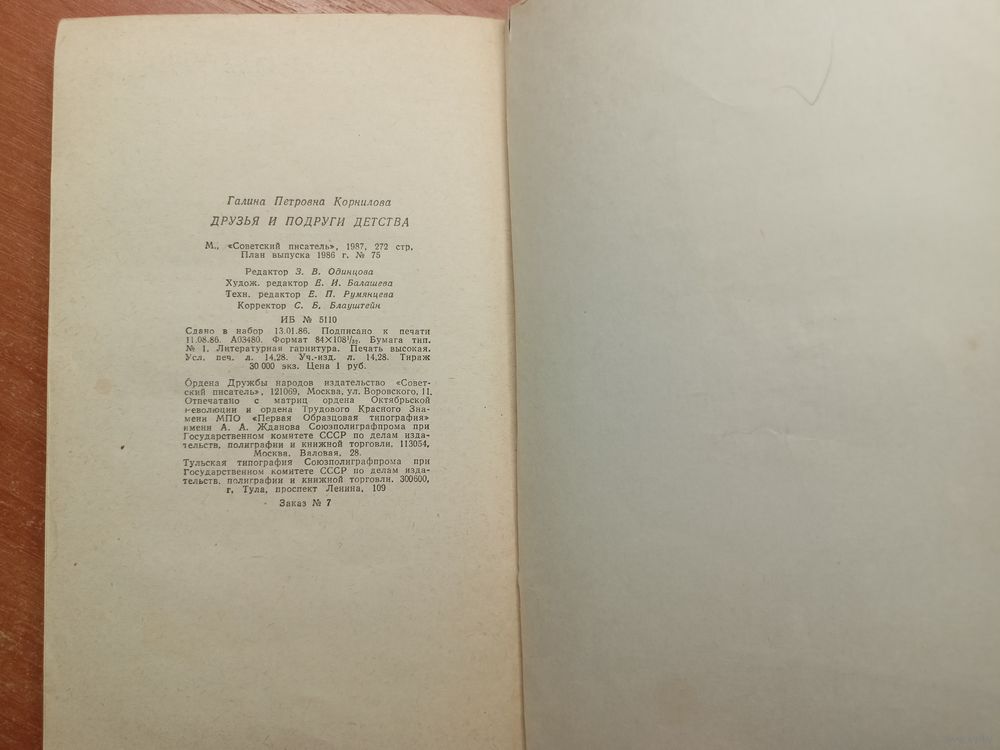 Галина Петровна Корнилова
ДРУЗЬЯ И ПОДРУГИ ДЕТСТВА
М., «Советский писатель», 1987, 272 стр.
План выпуска 1986 г. № 75
Редактор З. В. Одинцова
Худож. редактор Е. И. Балашева
Техн. редактор Е. П. Румянцева
Корректор С. Б. Блауштейн
ИБ № 5110
Сдано в набор 13.01.86. Подписано к печати
11.08.86. А03480. Формат 84×108¹/₃₂. Бумага тип.
№ 1. Литературная гарнитура. Печать высокая.
Усл. печ. л. 14,28. Уч.-изд. л. 14,28. Тираж
30 000 экз. Цена 1 руб.
Ордена Дружбы народов издательство «Совет-
ский писатель», 121069, Москва, ул. Воровского, 11.
Отпечатано с матриц ордена Октябрьской
революции и ордена Трудового Красного Зна-
мени МПО «Первая Образцовая типография»
имени А. А. Жданова Союзполиграфпрома при
Государственном комитете СССР по делам изда-
тельств, полиграфии и книжной торговли. 113054,
Москва, Валовая, 28.
Тульская типография Союзполиграфпрома при
Государственном комитете СССР по делам изда-
тельств, полиграфии и книжной торговли. 300600,
г. Тула, проспект Ленина, 109
Заказ № 7